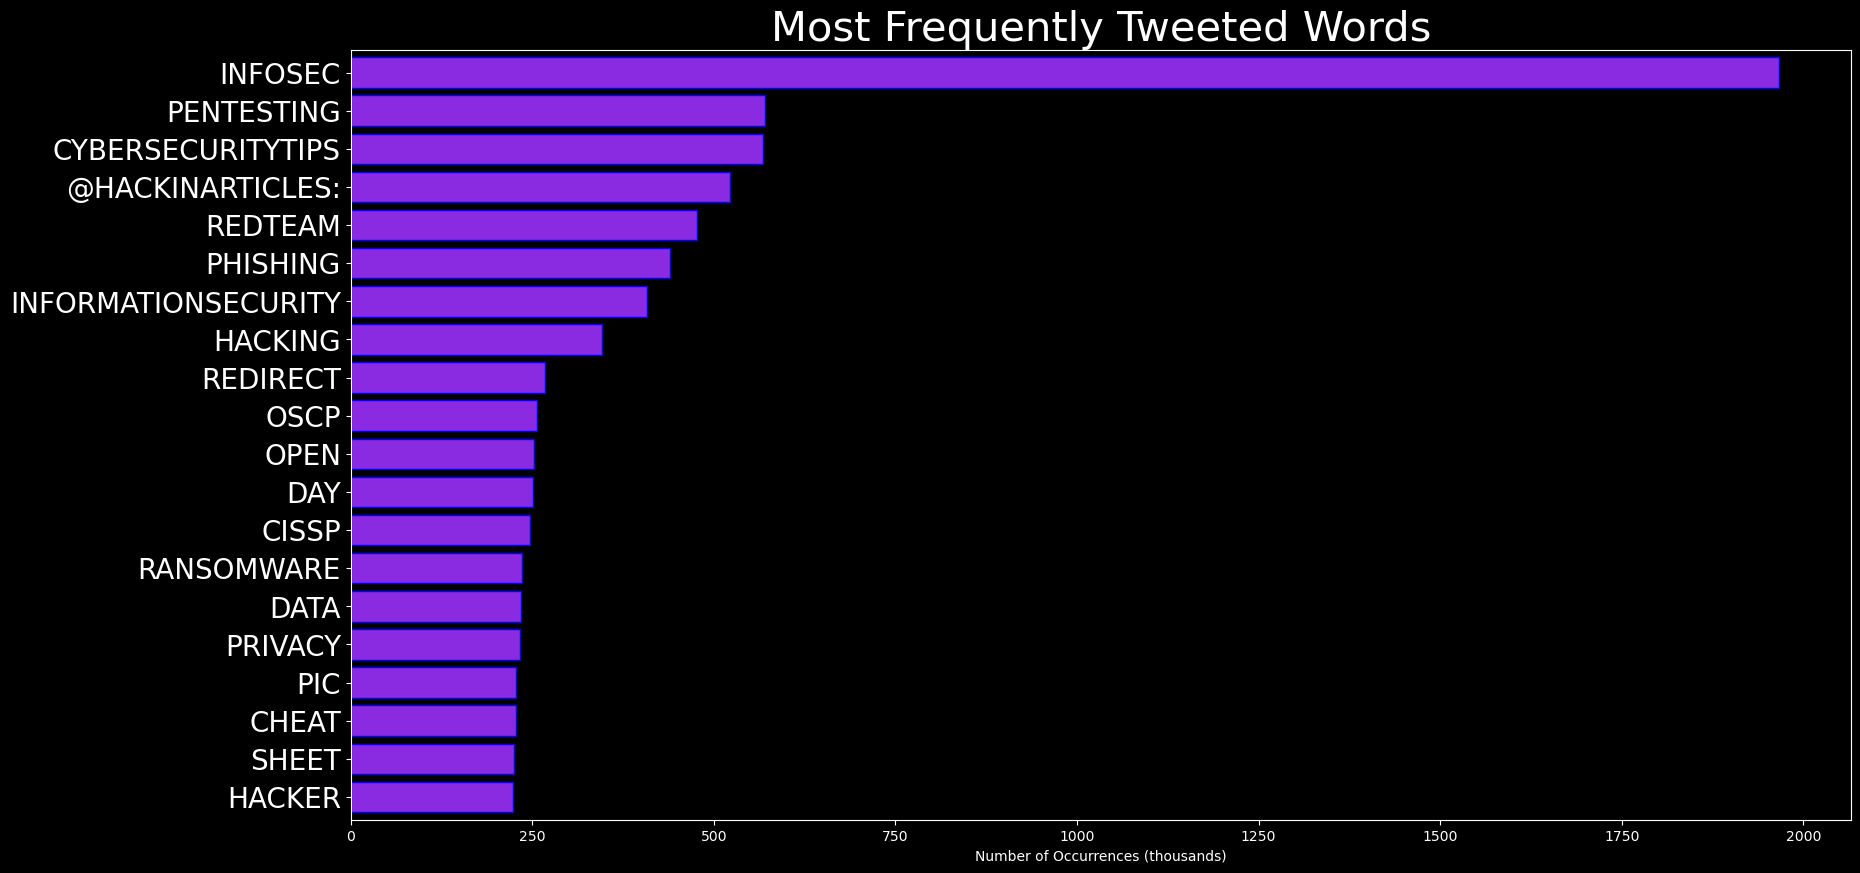 Most Frequently Tweeted Words
INFOSEC
PENTESTING
CYBERSECURITYTIPS
@HACKINARTICLES:
REDTEAM
PHISHING
INFORMATIONSECURITY
HACKING
REDIRECT
OSCP
OPEN
DAY
CISSP
RANSOMWARE
DATA
PRIVACY
PIC
CHEAT
SHEET
HACKER
0 250 500 750 1000 1250 1500 1750 2000
Number of Occurrences (thousands)